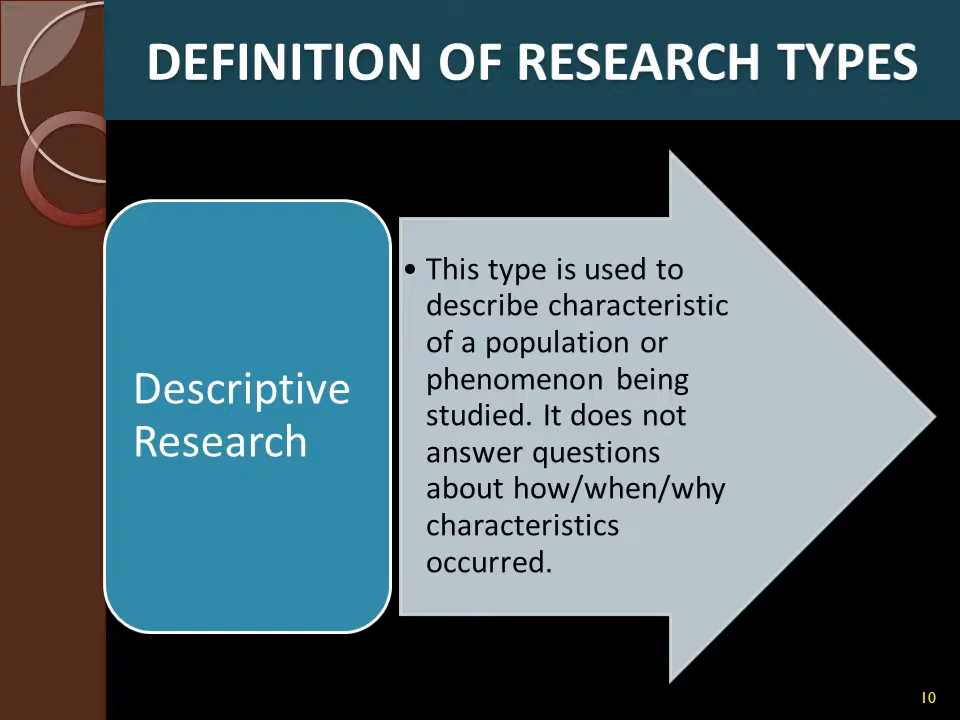 DEFINITION OF RESEARCH TYPES
Descriptive
Research
• This type is used to
describe characteristic
of a population or
phenomenon being
studied. It does not
answer questions
about how/when/why
characteristics
occurred.
10